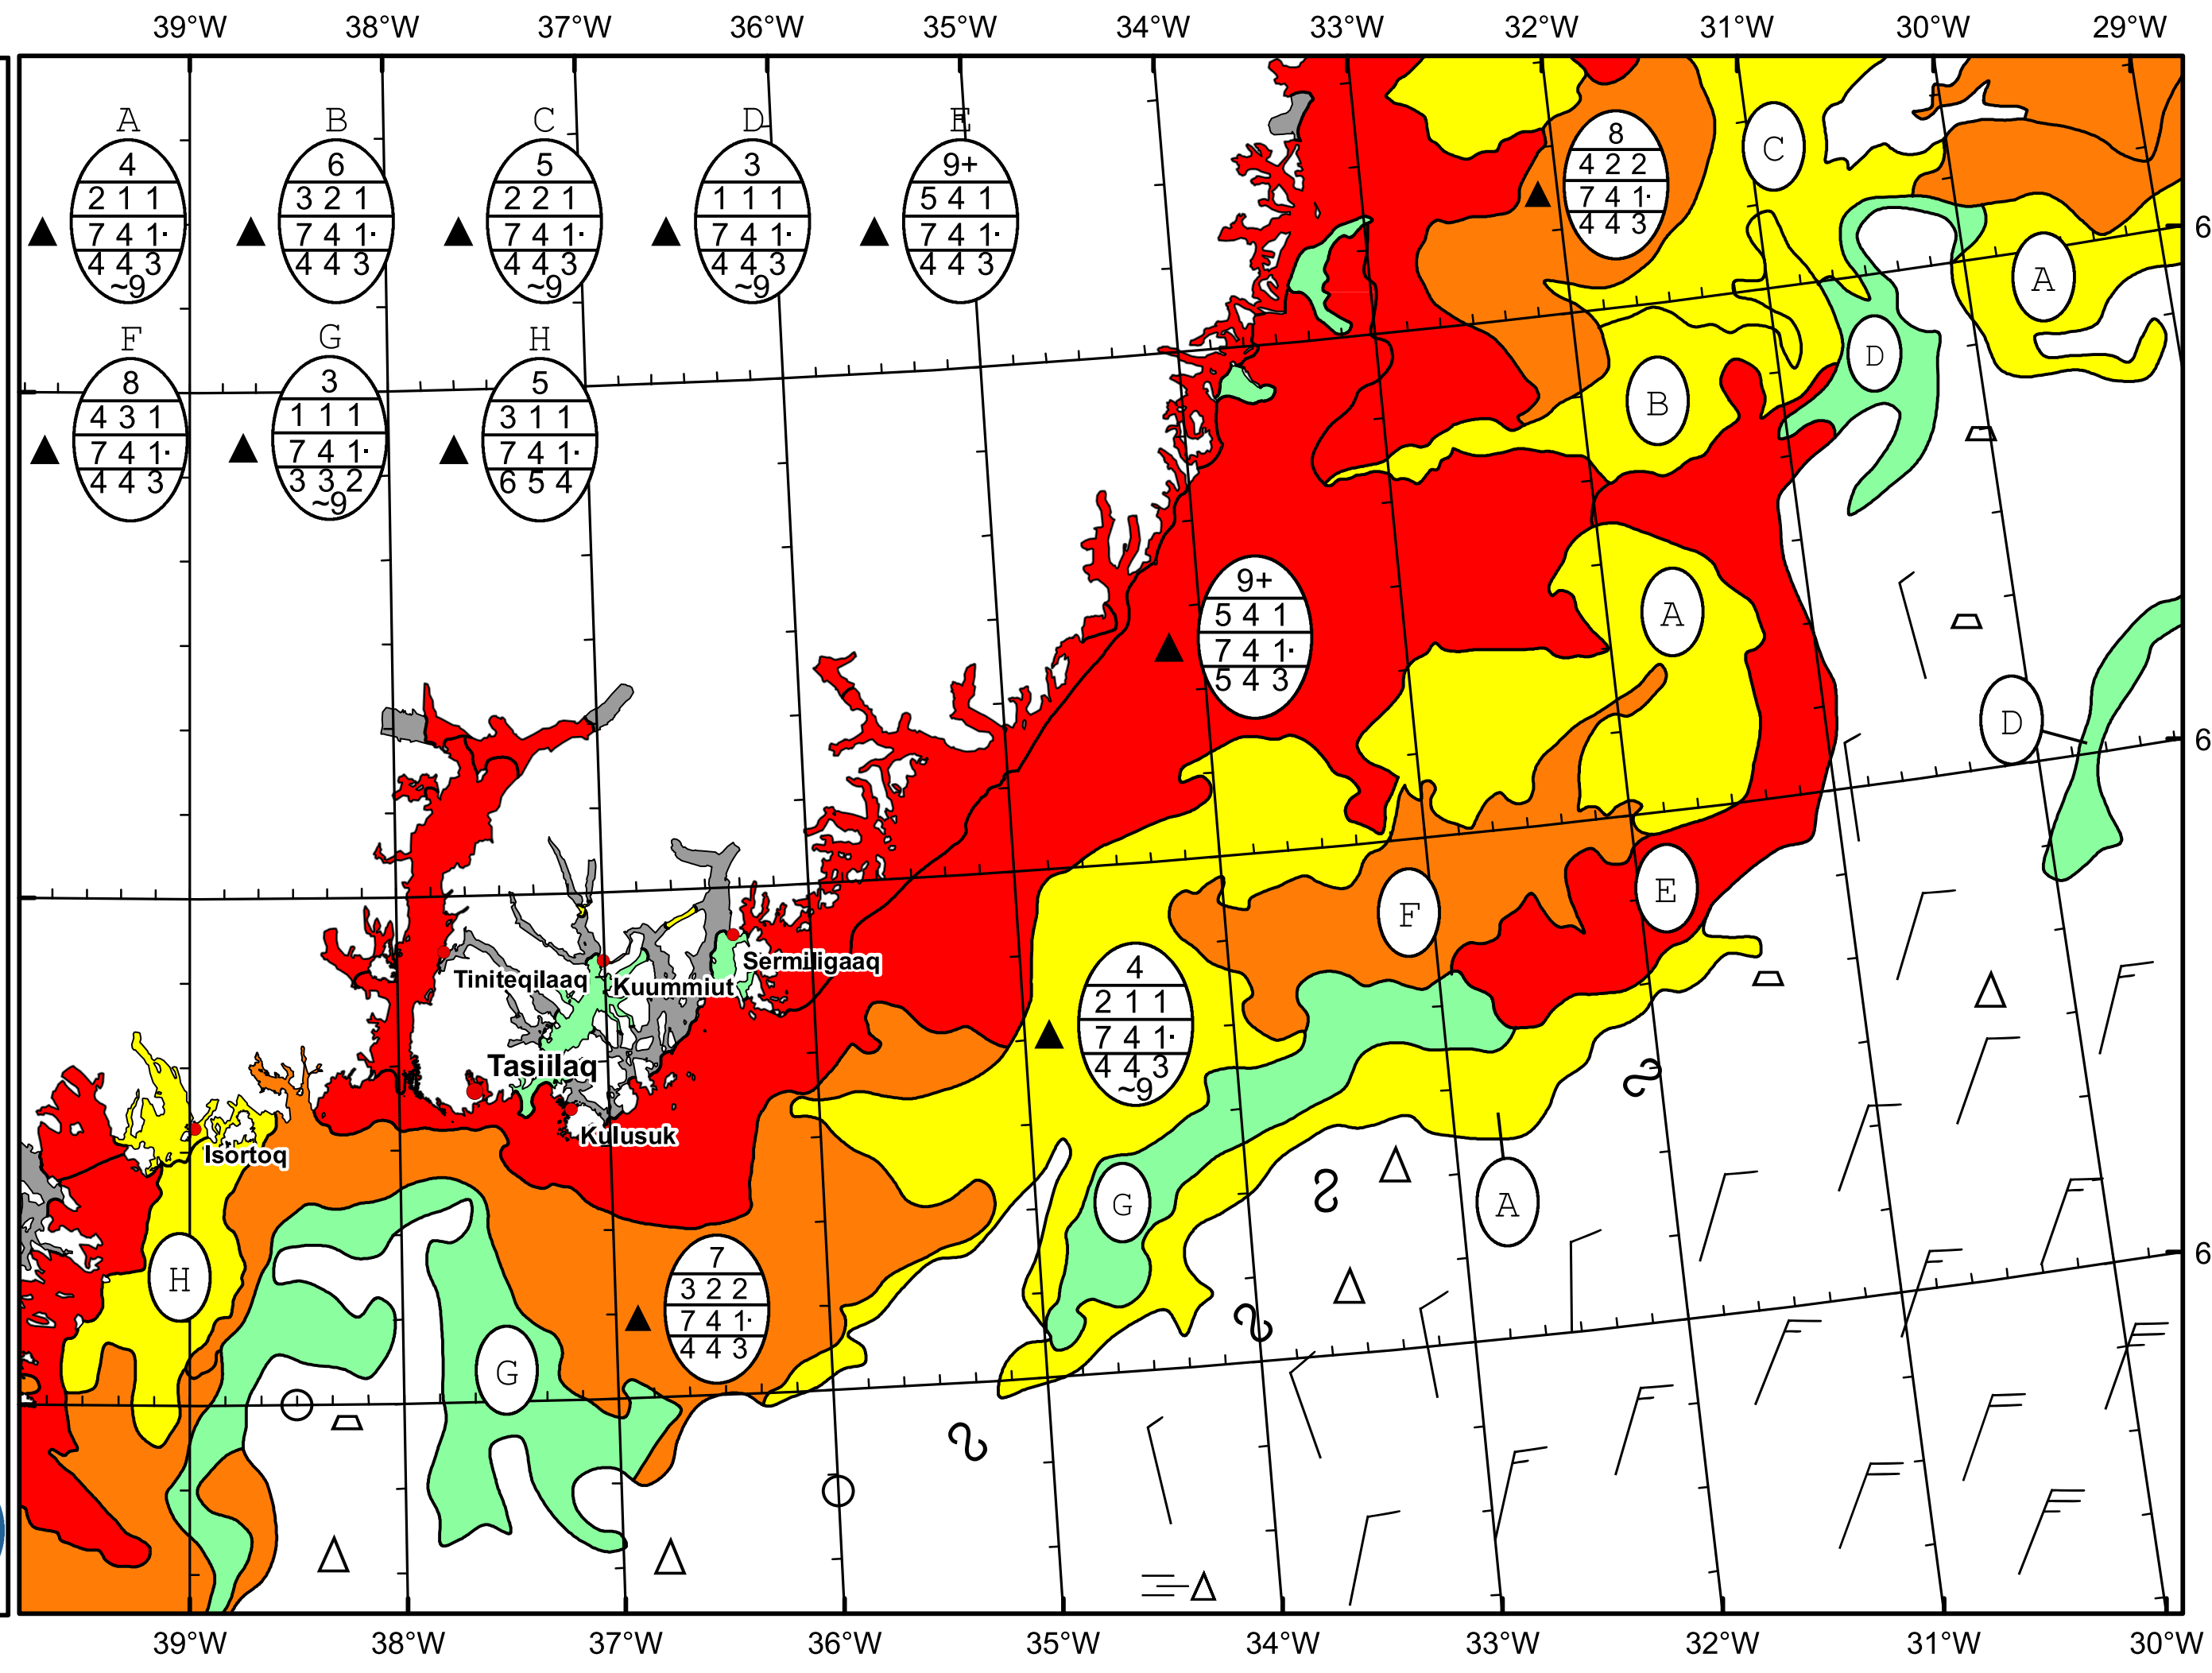 39°W 38°W 37°W 36°W 35°W 34°W 33°W 32°W 31°W 30°W 29°W
A B C D E
4
2 1 1
7 4 1·
4 4 3
~9
6
3 2 1
7 4 1·
4 4 3
5
2 2 1
7 4 1·
4 4 3
~9
3
1 1 1
7 4 1·
4 4 3
~9
9+
5 4 1
7 4 1·
4 4 3
8
4 2 2
7 4 1·
4 4 3
C
6
A
F G H
8
4 3 1
7 4 1·
4 4 3
3
1 1 1
7 4 1·
3 3 2
~9
5
3 1 1
7 4 1·
6 5 4
D
B
9+
5 4 1
7 4 1·
5 4 3
A
D
6
E
F
Sermiligaaq
Tiniteqilaaq
Kuummiut
4
2 1 1
7 4 1·
4 4 3
~9
Tasiilaq
Kulusuk
Isortoq
G
A
6
H
7
3 2 2
7 4 1·
4 4 3
G
39°W 38°W 37°W 36°W 35°W 34°W 33°W 32°W 31°W 30°W